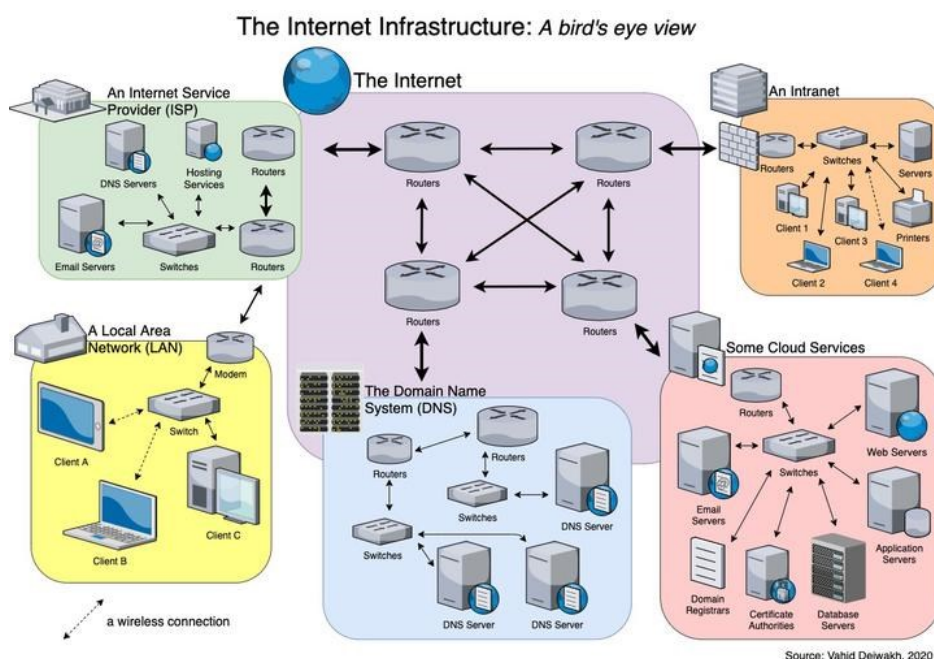 The Internet Infrastructure: A bird's eye view
An Internet Service
Provider (ISP)
DNS Servers
Hosting
Services
Routers
Email Servers
Switches
Routers
The Internet
Routers
Routers
Routers
Routers
An Intranet
Routers
Switches
Servers
Client 1
Client 3
Printers
Client 2
Client 4
A Local Area
Network (LAN)
Modem
Switch
Client A
Client B
Client C
a wireless connection
The Domain Name
System (DNS)
Routers
Routers
Switches
DNS Server
Switches
DNS Server
DNS Server
Some Cloud Services
Routers
Web Servers
Switches
Email
Servers
Application
Servers
Domain
Registrars
Certificate
Authorities
Database
Servers
Source: Vahid Dejwakh, 2020